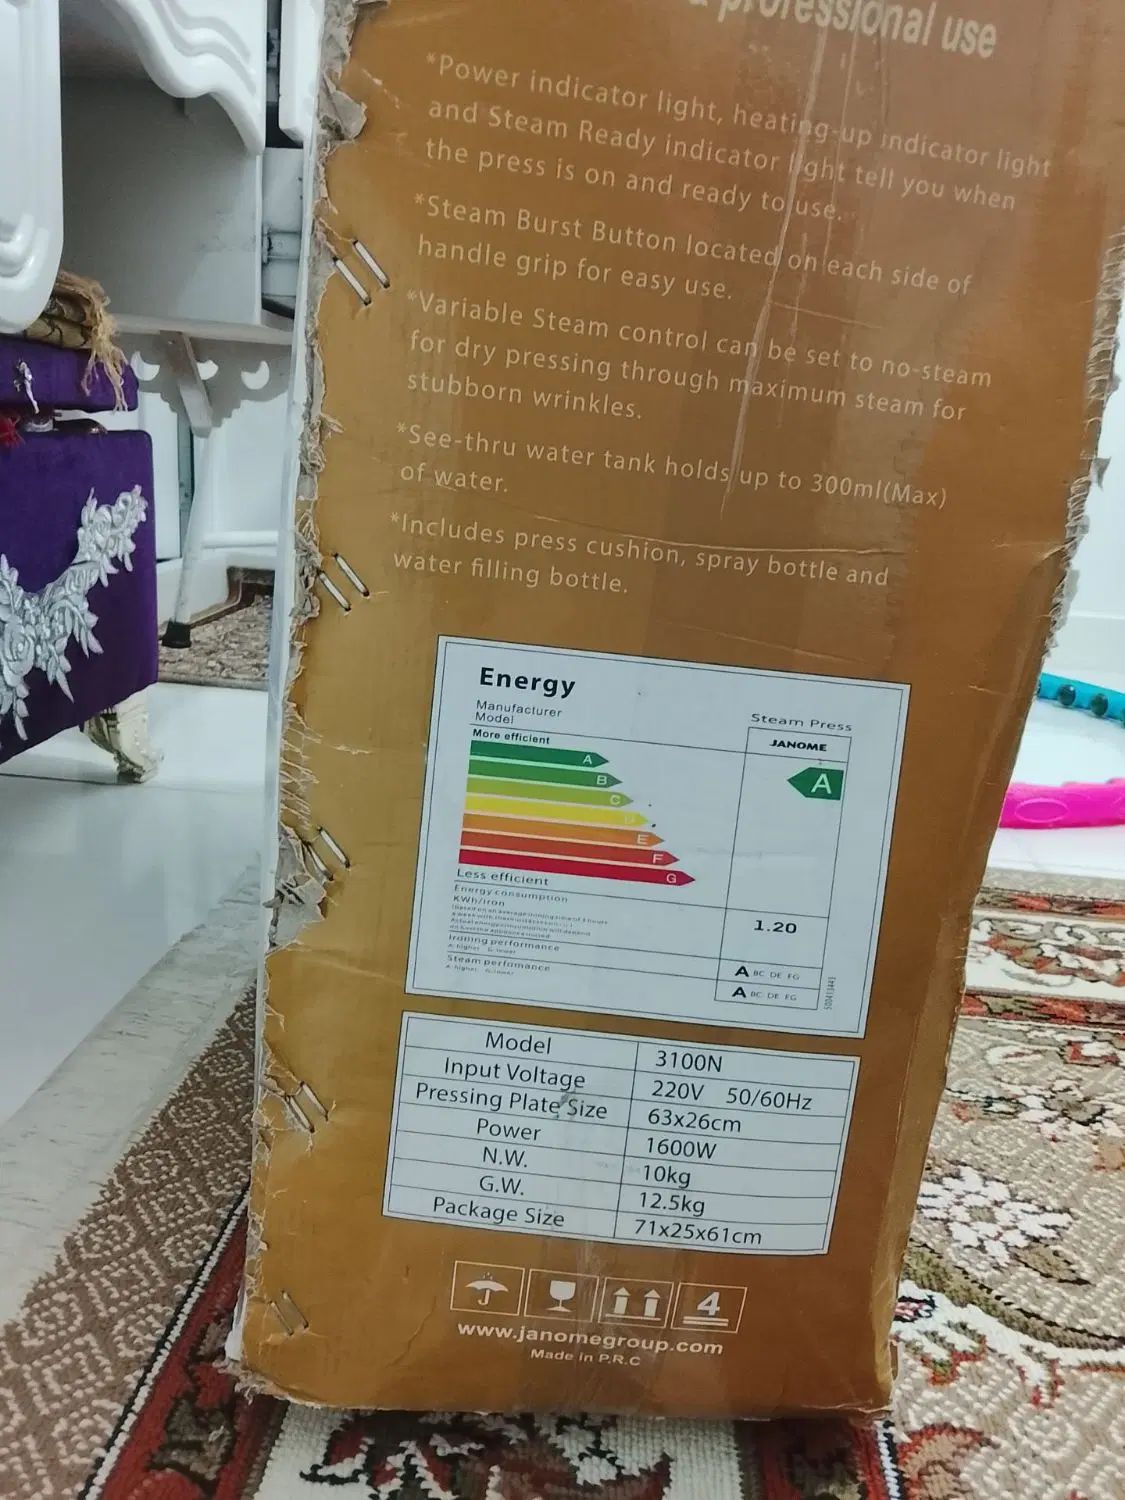 professional use
*Power indicator light, heating-up indicator light
and Steam Ready indicator light tell you when
the press is on and ready to use.
*Steam Burst Button located on each side of
handle grip for easy use.
*Variable Steam control can be set to no-steam
for dry pressing through maximum steam for
stubborn wrinkles.
*See-thru water tank holds up to 300ml(Max)
of water.
*Includes press cushion, spray bottle and
water filling bottle.
Energy
Manufacturer
Model
Steam Press
JANOME
More efficient
A
A
B
C
D
E
F
G
Less efficient
Energy consumption
KWh/iron
1.20
Ironing performance
A: higher G: lower
A BC DE FG
Steam perfomance
A: higher G: lower
A BC DE FG
Model 3100N
Input Voltage 220V 50/60Hz
Pressing Plate Size 63x26cm
Power 1600W
N.W. 10kg
G.W. 12.5kg
Package Size 71x25x61cm
4
www.janomegroup.com
Made in P.R.C